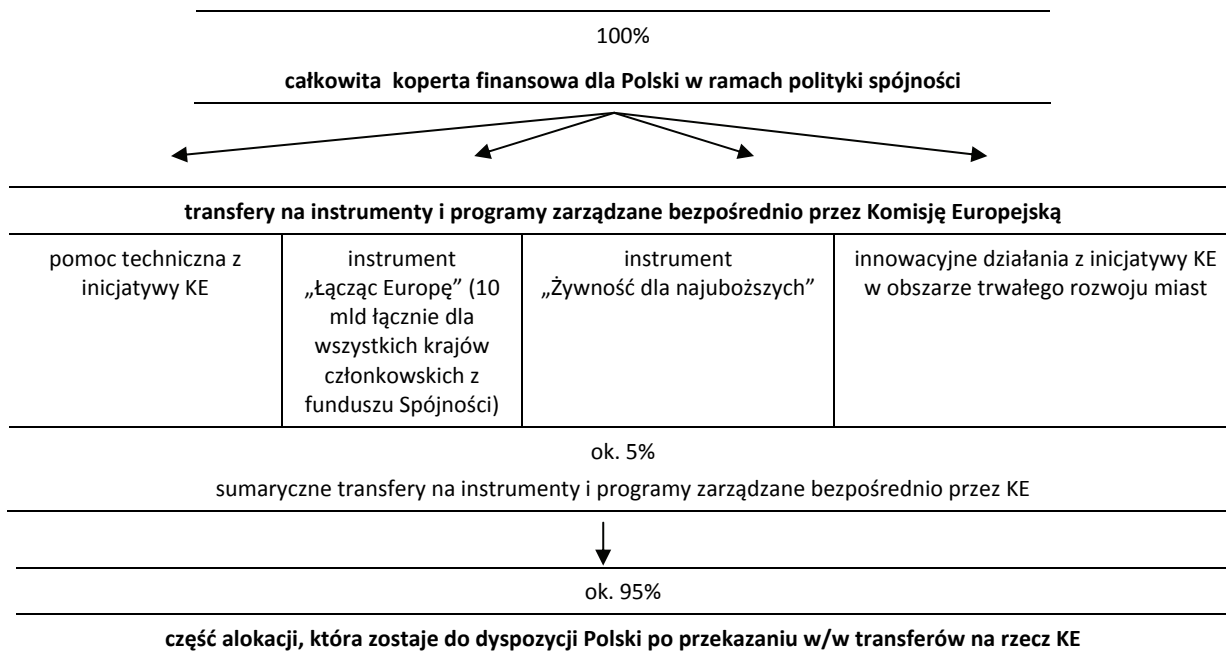 100%
całkowita koperta finansowa dla Polski w ramach polityki spójności
transfery na instrumenty i programy zarządzane bezpośrednio przez Komisję Europejską
pomoc techniczna z
inicjatywy KE
instrument
„Łącząc Europę” (10
mld łącznie dla
wszystkich krajów
członkowskich z
funduszu Spójności)
instrument
„Żywność dla najuboższych”
innowacyjne działania z inicjatywy KE
w obszarze trwałego rozwoju miast
ok. 5%
sumaryczne transfery na instrumenty i programy zarządzane bezpośrednio przez KE
ok. 95%
część alokacji, która zostaje do dyspozycji Polski po przekazaniu w/w transferów na rzecz KE